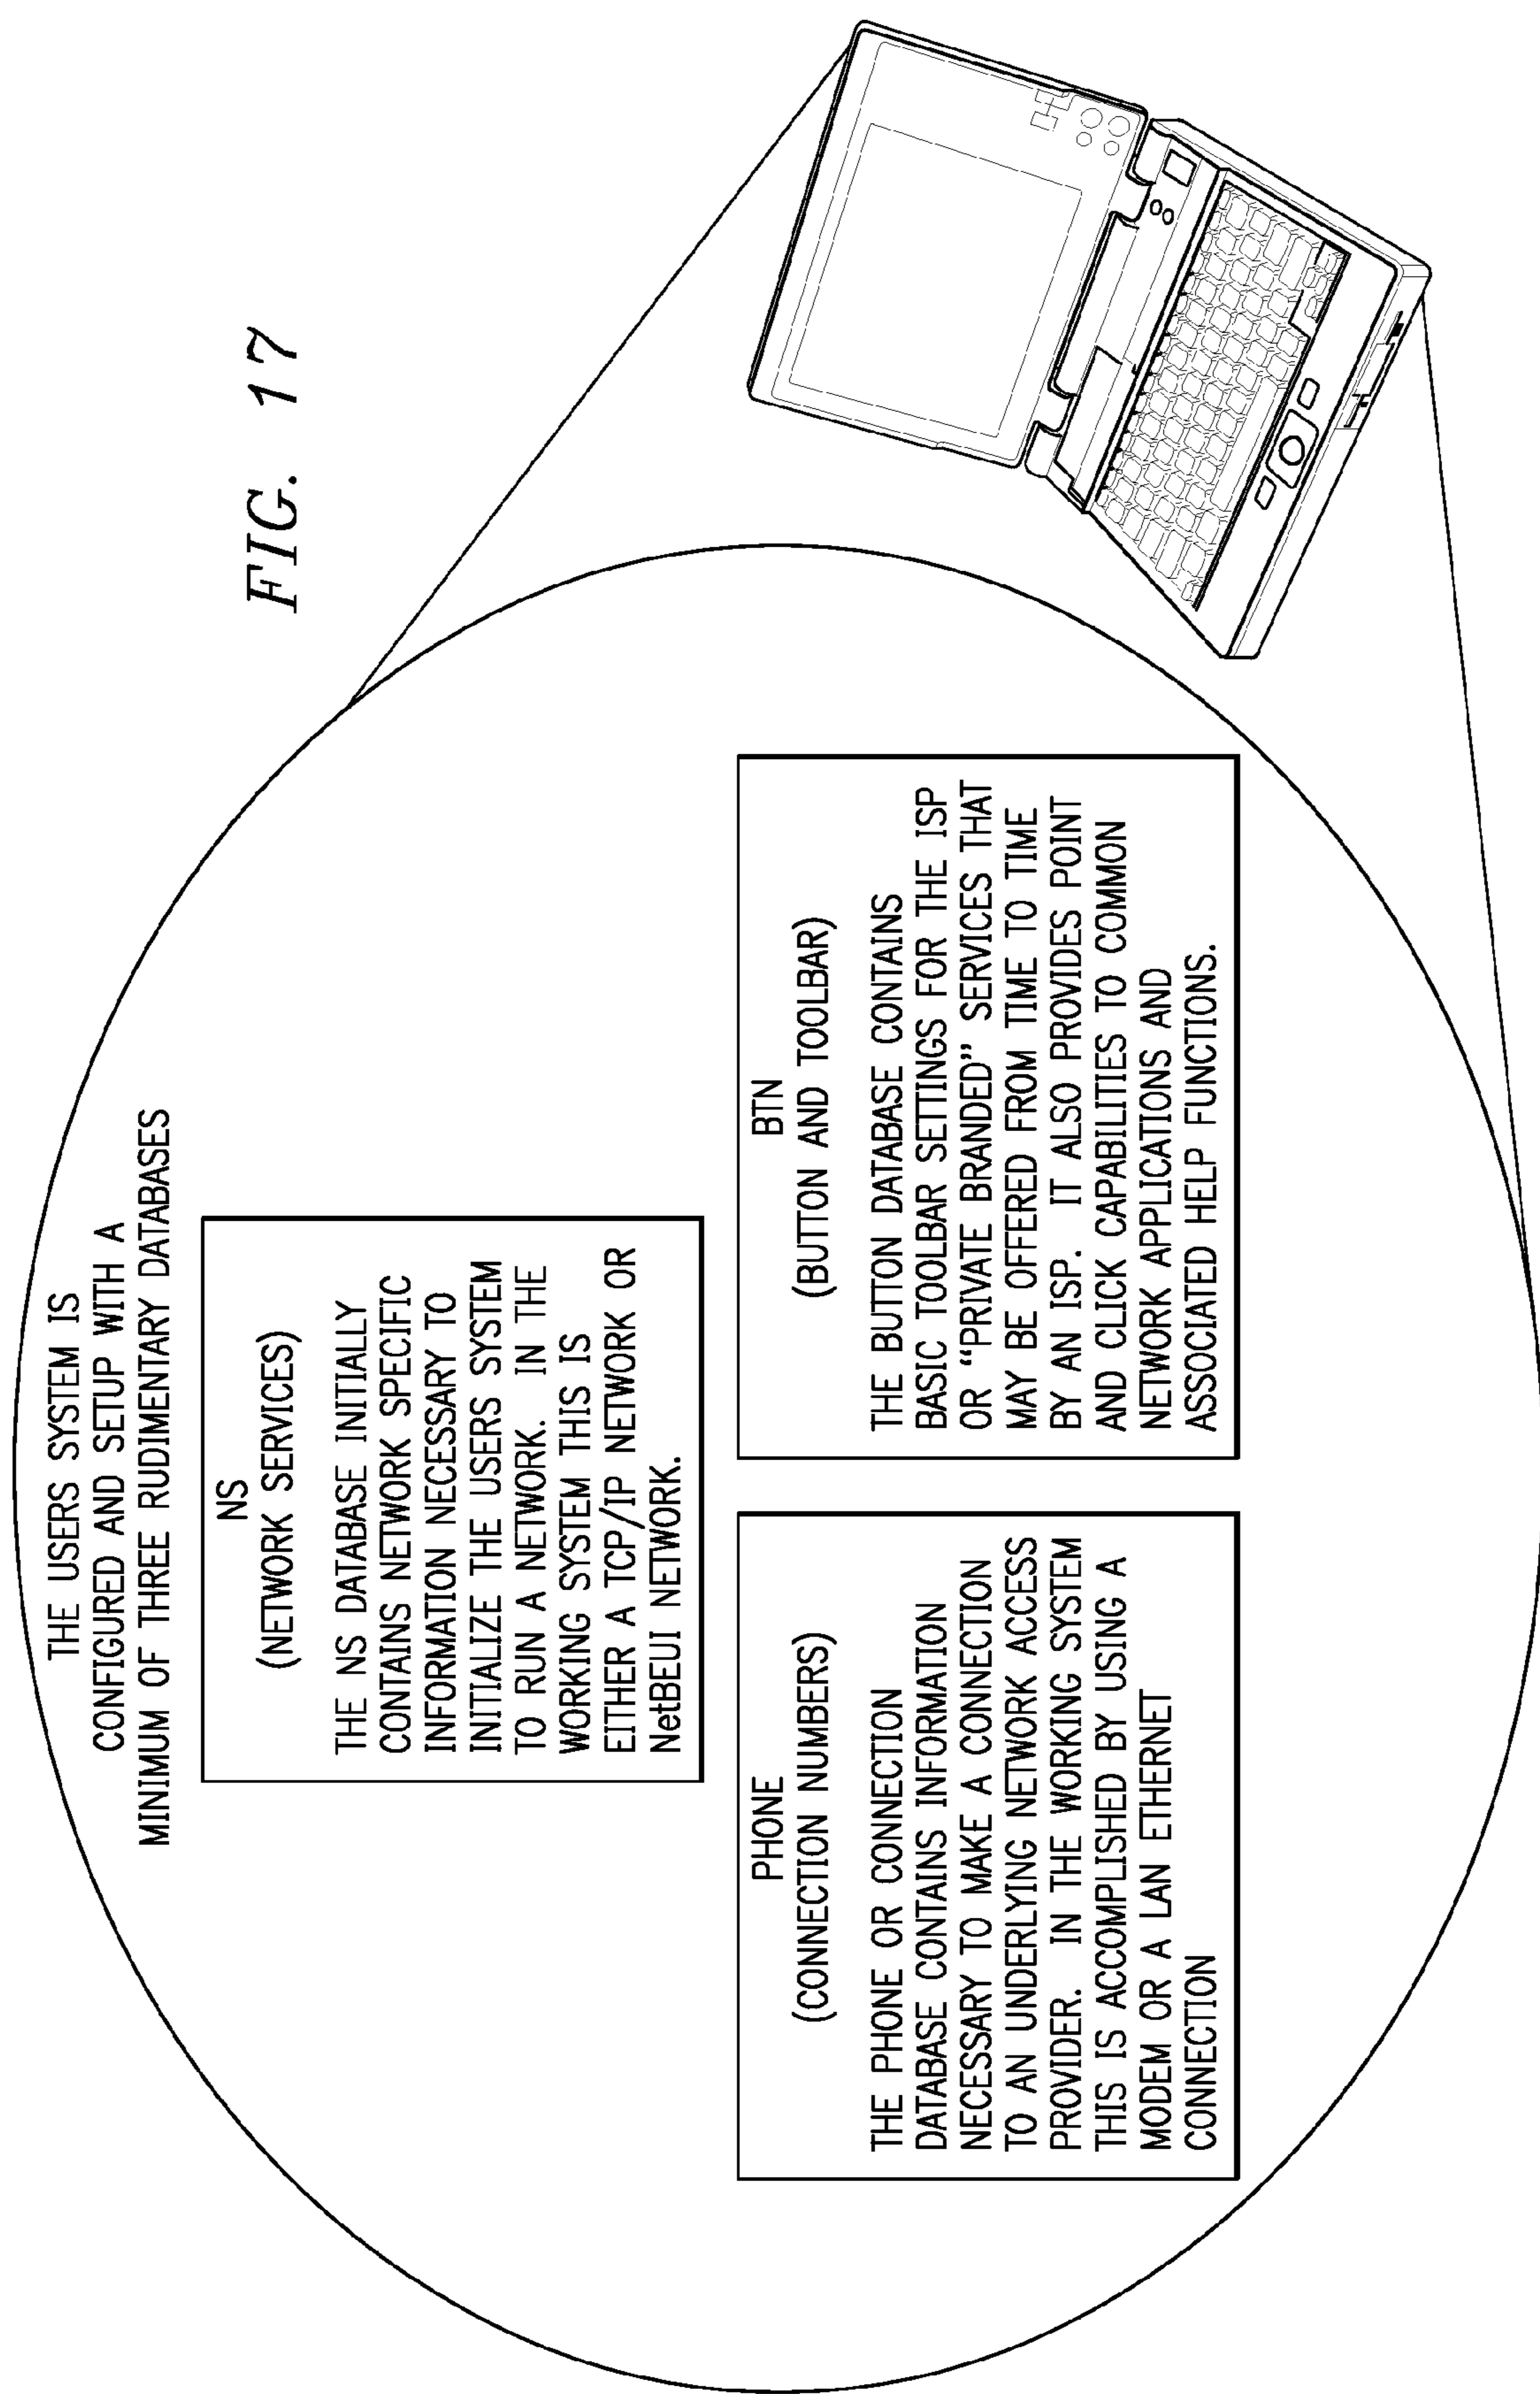 FIG. 17
THE USERS SYSTEM IS
CONFIGURED AND SETUP WITH A
MINIMUM OF THREE RUDIMENTARY DATABASES
NS
(NETWORK SERVICES)
THE NS DATABASE INITIALLY
CONTAINS NETWORK SPECIFIC
INFORMATION NECESSARY TO
INITIALIZE THE USERS SYSTEM
TO RUN A NETWORK. IN THE
WORKING SYSTEM THIS IS
EITHER A TCP/IP NETWORK OR
NetBEUI NETWORK.
PHONE
(CONNECTION NUMBERS)
THE PHONE OR CONNECTION
DATABASE CONTAINS INFORMATION
NECESSARY TO MAKE A CONNECTION
TO AN UNDERLYING NETWORK ACCESS
PROVIDER. IN THE WORKING SYSTEM
THIS IS ACCOMPLISHED BY USING A
MODEM OR A LAN ETHERNET
CONNECTION
BTN
(BUTTON AND TOOLBAR)
THE BUTTON DATABASE CONTAINS
BASIC TOOLBAR SETTINGS FOR THE ISP
OR “PRIVATE BRANDED” SERVICES THAT
MAY BE OFFERED FROM TIME TO TIME
BY AN ISP. IT ALSO PROVIDES POINT
AND CLICK CAPABILITIES TO COMMON
NETWORK APPLICATIONS AND
ASSOCIATED HELP FUNCTIONS.